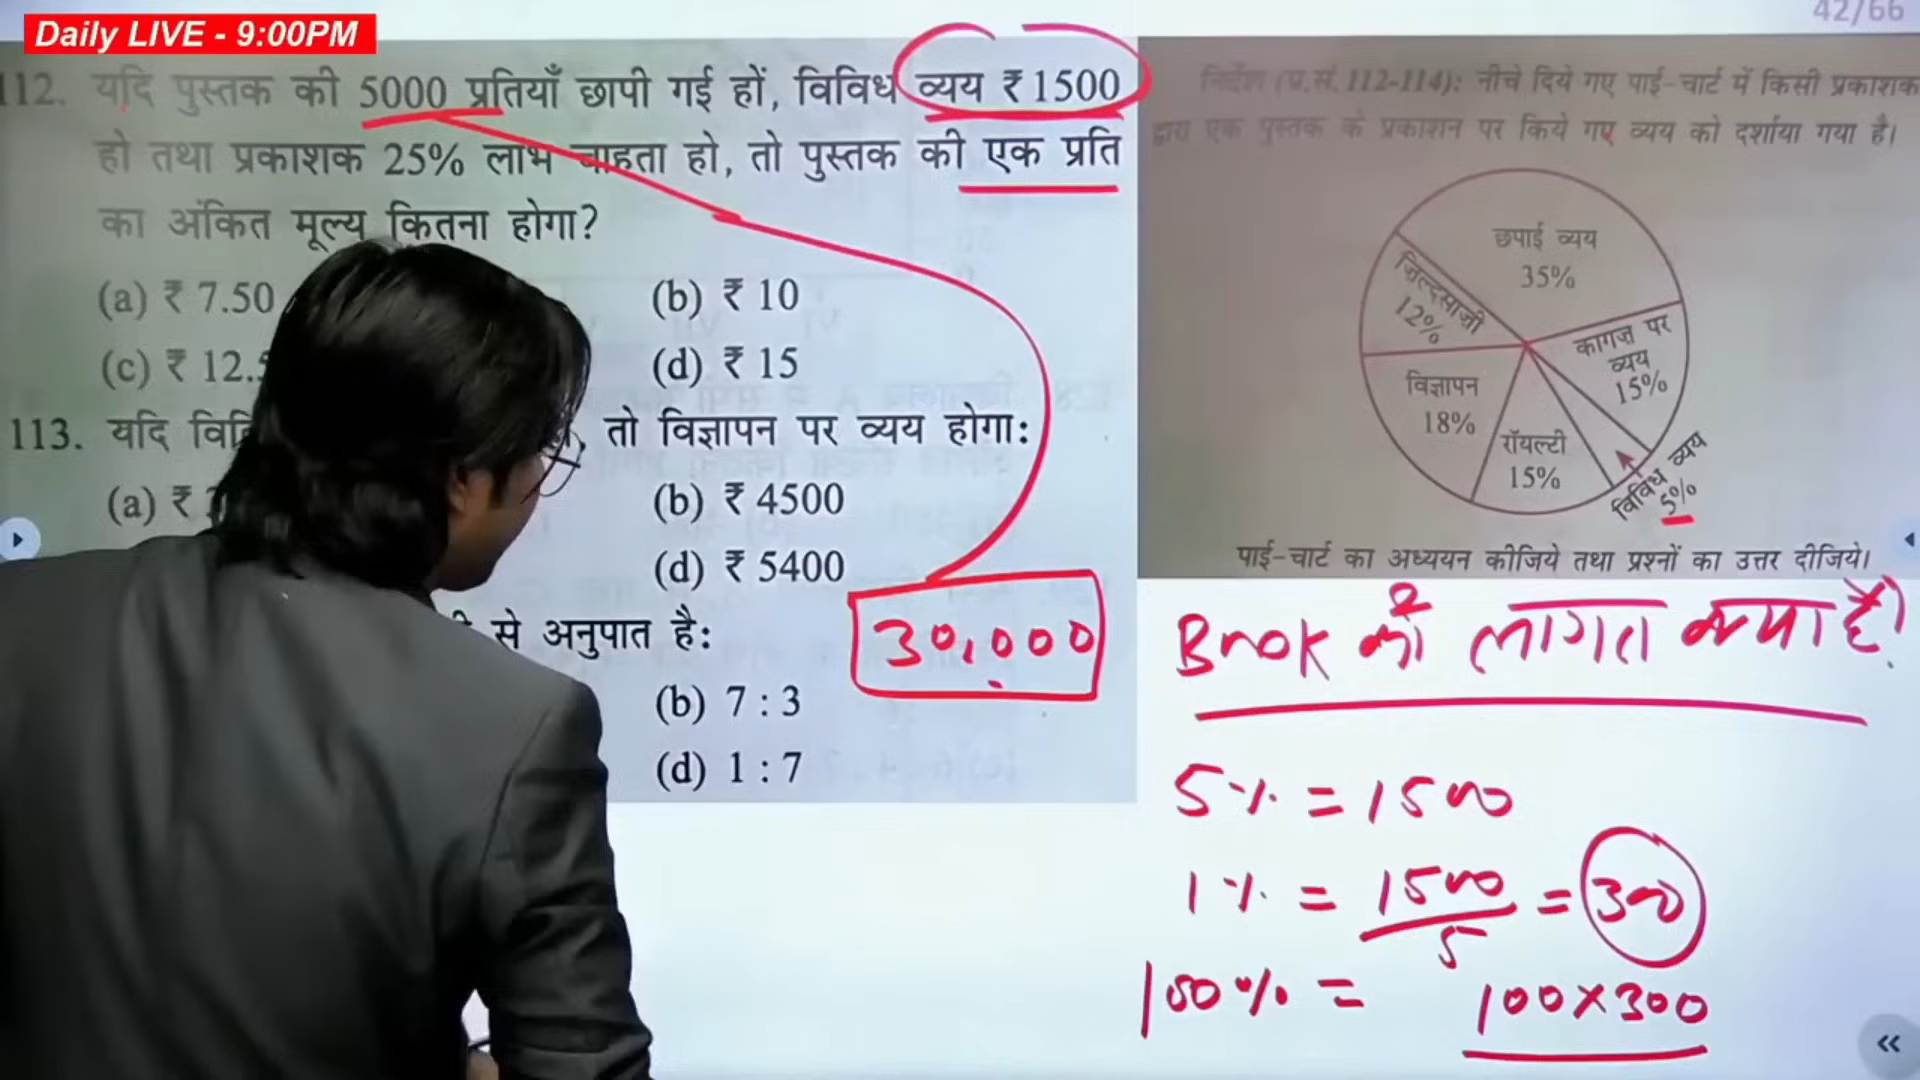 Daily LIVE - 9:00PM
42/66
112. यदि पुस्तक की 5000 प्रतियाँ छापी गई हों, विविध व्यय ₹ 1500
हो तथा प्रकाशक 25% लाभ चाहता हो, तो पुस्तक की एक प्रति
का अंकित मूल्य कितना होगा?
(a) ₹ 7.50 (b) ₹ 10
(c) ₹ 12.5 (d) ₹ 15
113. यदि तो विज्ञापन पर व्यय होगा:
(a) ₹ (b) ₹ 4500
(d) ₹ 5400
से अनुपात है:
(b) 7 : 3
(d) 1 : 7
30,000
निर्देश (प्र.सं. 112-114): नीचे दिये गए पाई-चार्ट में किसी प्रकाशक
द्वारा एक पुस्तक के प्रकाशन पर किये गए व्यय को दर्शाया गया है।
छपाई व्यय
35%
जिल्दसाज़ी
12%
कागज़ पर
व्यय
15%
विज्ञापन
18%
रॉयल्टी
15%
विविध व्यय
5%
पाई-चार्ट का अध्ययन कीजिये तथा प्रश्नों का उत्तर दीजिये।
Book की लागत क्या है?
5% = 1500
1% = 1500/5 = 300
100% = 100×300